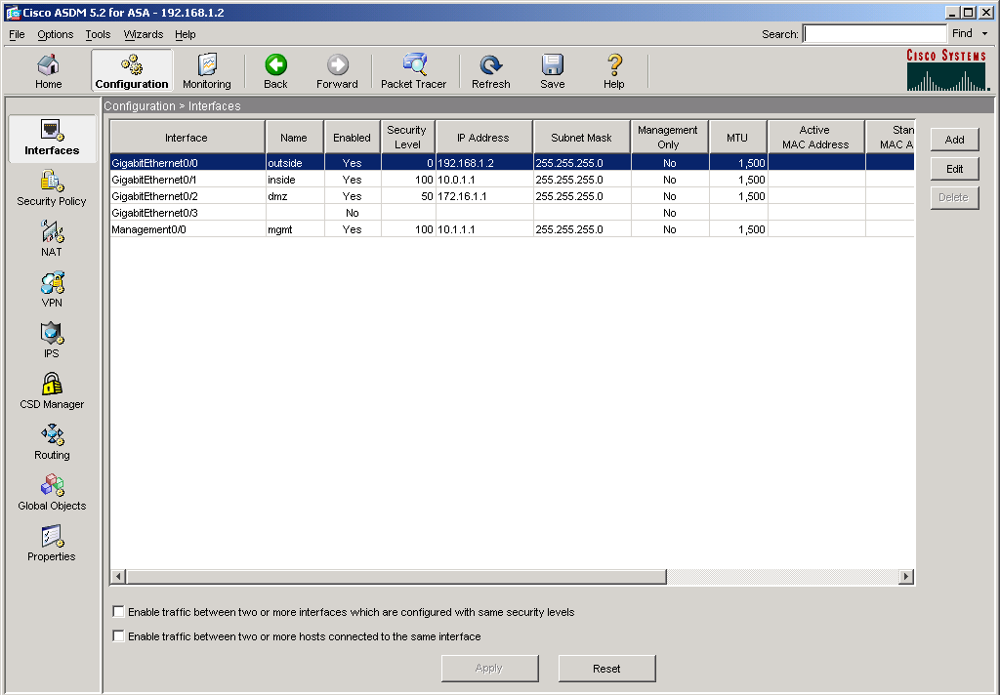 Cisco ASDM 5.2 for ASA - 192.168.1.2
File Options Tools Wizards Help Search: Find
Home Configuration Monitoring Back Forward Packet Tracer Refresh Save Help
CISCO SYSTEMS
Configuration > Interfaces
Interfaces
Security Policy
NAT
VPN
IPS
CSD Manager
Routing
Global Objects
Properties
Interface Name Enabled Security Level IP Address Subnet Mask Management Only MTU Active MAC Address Stan MAC A
GigabitEthernet0/0 outside Yes 0 192.168.1.2 255.255.255.0 No 1,500
GigabitEthernet0/1 inside Yes 100 10.0.1.1 255.255.255.0 No 1,500
GigabitEthernet0/2 dmz Yes 50 172.16.1.1 255.255.255.0 No 1,500
GigabitEthernet0/3 No No
Management0/0 mgmt Yes 100 10.1.1.1 255.255.255.0 No 1,500
Add
Edit
Delete
Enable traffic between two or more interfaces which are configured with same security levels
Enable traffic between two or more hosts connected to the same interface
Apply Reset